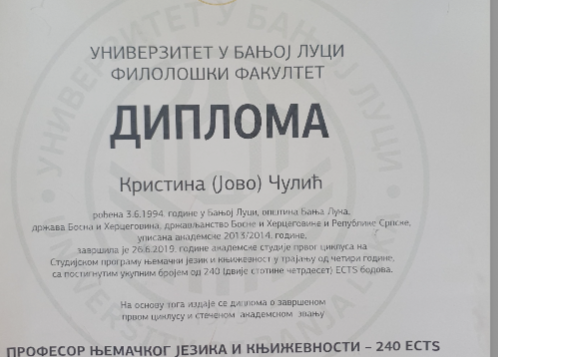 УНИВЕРЗИТЕТ У БАЊОЈ ЛУЦИ
ФИЛОЛОШКИ ФАКУЛТЕТ
ДИПЛОМА
Кристина (Јово) Чулић
рођена 3.6.1994. године у Бањој Луци, општина Бања Лука,
држава Босна и Херцеговина, држављанство Босне и Херцеговине и Републике Српске,
уписана академске 2013/2014. године,
завршила је 26.6.2019. године академске студије првог циклуса на
Студијском програму њемачки језик и књижевност у трајању од четири године,
са постигнутим укупним бројем од 240 (двије стотине четрдесет) ECTS бодова.
На основу тога издаје се диплома о завршеном
првом циклусу и стеченом академском звању
ПРОФЕСОР ЊЕМАЧКОГ ЈЕЗИКА И КЊИЖЕВНОСТИ – 240 ECTS